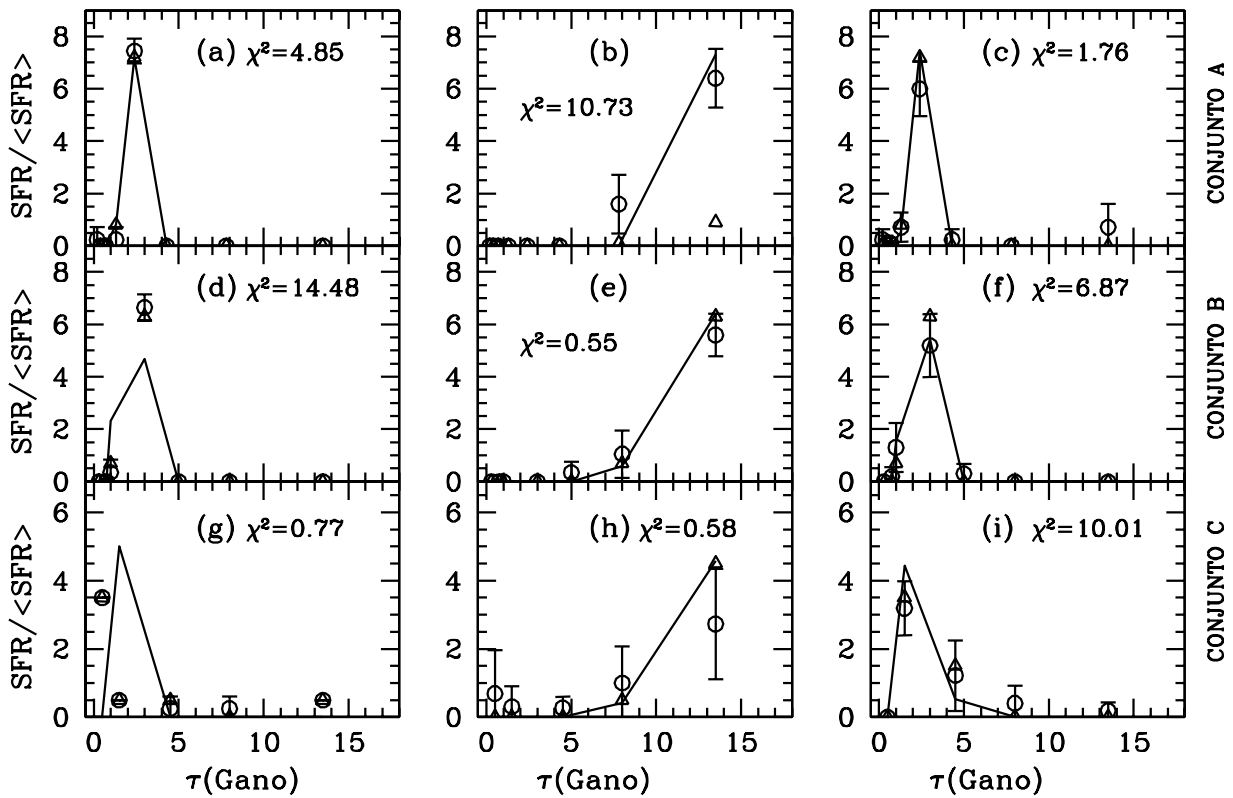 8
6
4
2
0
SFR/<SFR>
(a) χ²=4.85
(b)
χ²=10.73
(c) χ²=1.76
CONJUNTO A
8
6
4
2
0
SFR/<SFR>
(d) χ²=14.48
(e)
χ²=0.55
(f) χ²=6.87
CONJUNTO B
6
4
2
0
SFR/<SFR>
(g) χ²=0.77
(h) χ²=0.58
(i) χ²=10.01
CONJUNTO C
8
6
4
2
0
8
6
4
2
0
6
4
2
0
8
6
4
2
0
8
6
4
2
0
6
4
2
0
0 5 10 15
0 5 10 15
0 5 10 15
τ(Gano)
τ(Gano)
τ(Gano)